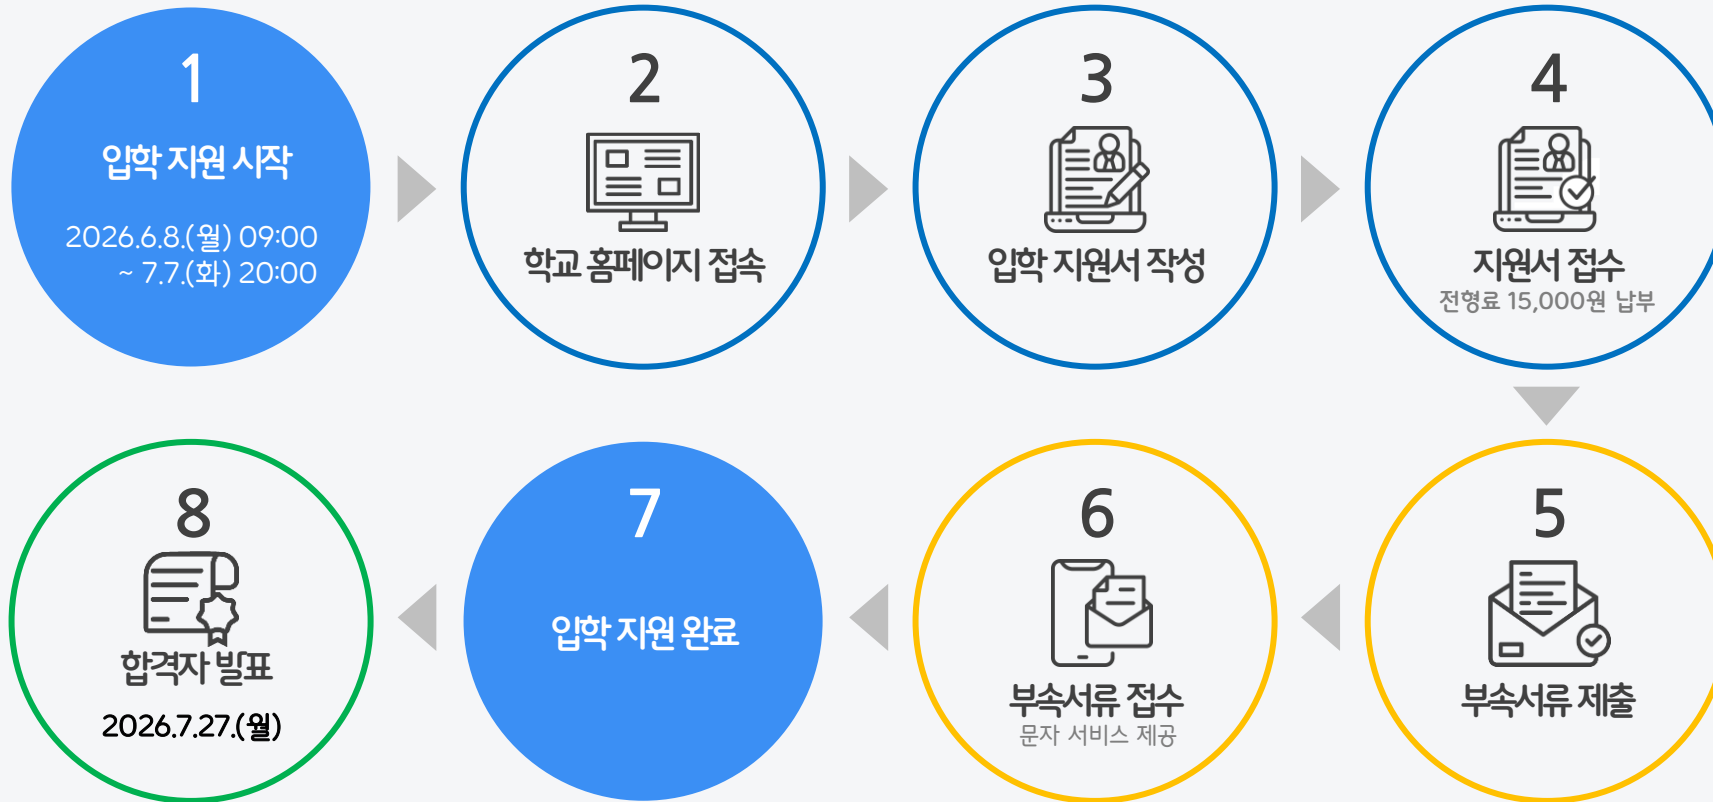 1
입학 지원 시작
2026.6.8.(월) 09:00
~ 7.7.(화) 20:00
2
학교 홈페이지 접속
3
입학 지원서 작성
4
지원서 접수
전형료 15,000원 납부
5
부속서류 제출
6
부속서류 접수
문자 서비스 제공
7
입학 지원 완료
8
합격자 발표
2026.7.27.(월)